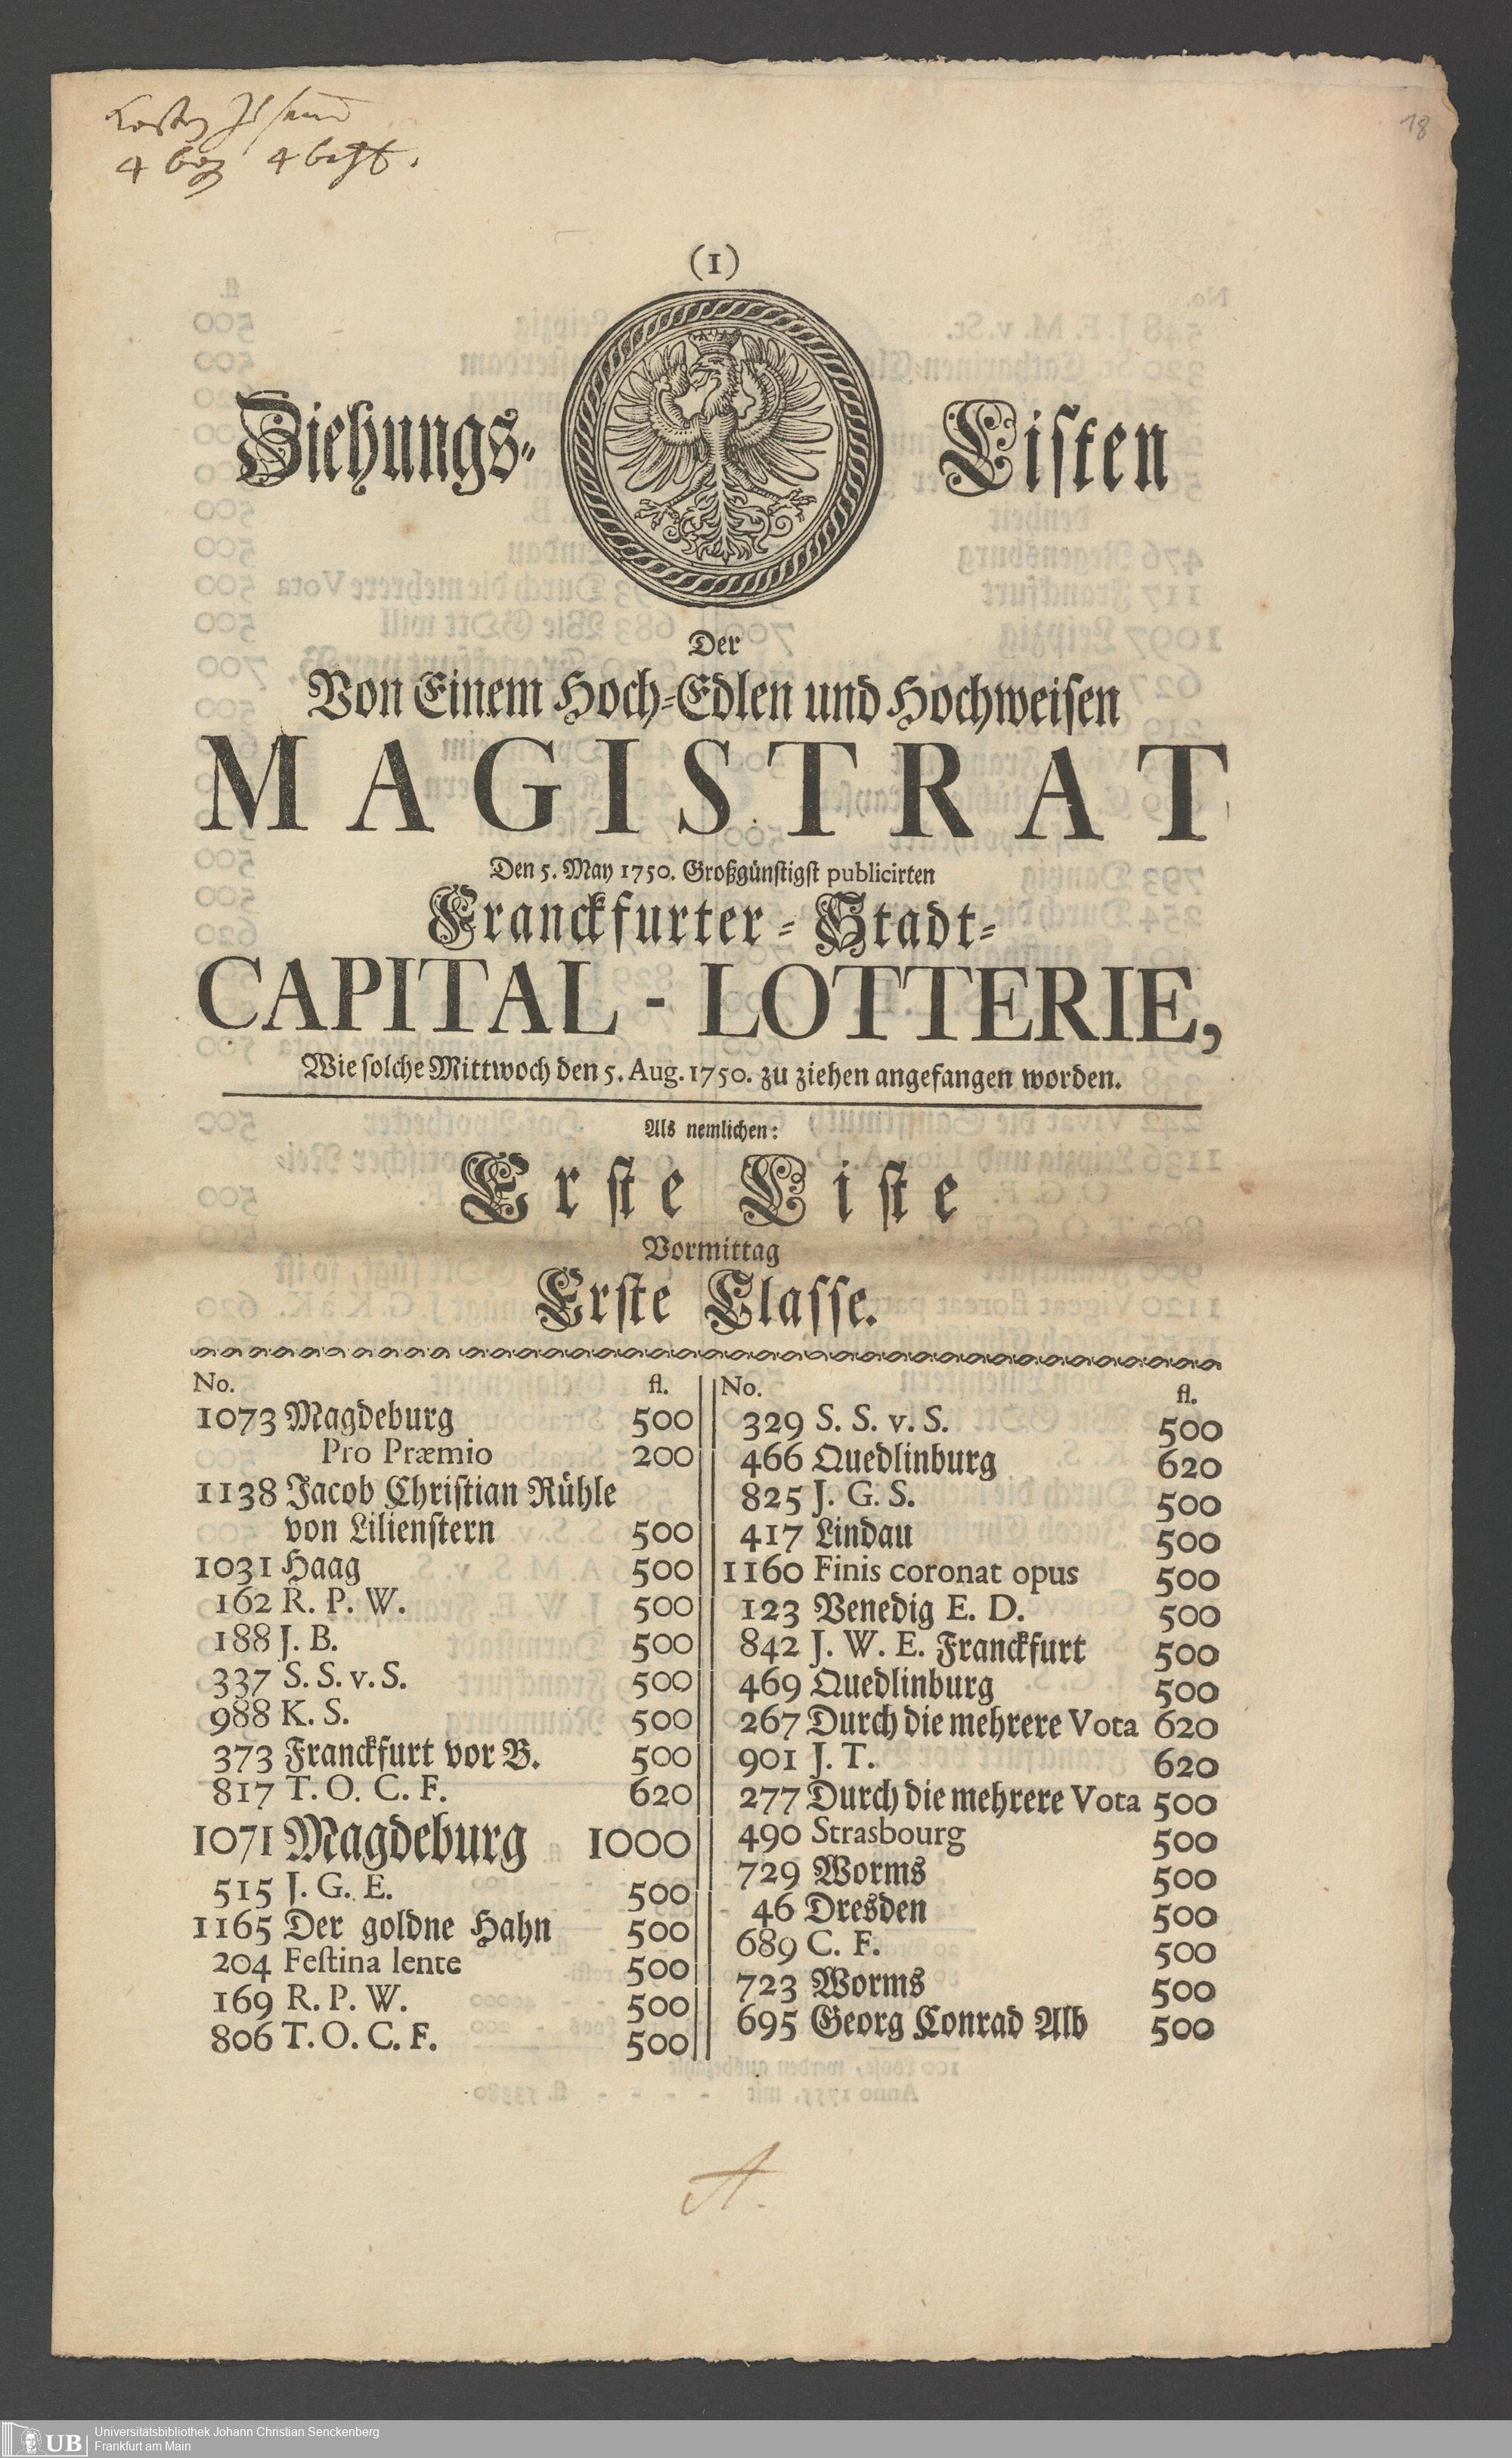 18
(1)
Ziehungs- Listen
Der
Von Einem Hoch-Edlen und Hochweisen
MAGISTRAT
Den 5. May 1750. Großgünstigst publicirten
Franckfurter-Stadt-
CAPITAL-LOTTERIE,
Wie solche Mittwoch den 5. Aug. 1750. zu ziehen angefangen worden.
Als nemlichen:
Erste Liste
Vormittag
Erste Classe.
No. fl.
1073 Magdeburg 500
Pro Præmio 200
1138 Jacob Christian Rühle
von Lilienstern 500
1031 Haag 500
162 R. P. W. 500
188 J. B. 500
337 S. S. v. S. 500
988 K. S. 500
373 Franckfurt vor B. 500
817 T. O. C. F. 620
1071 Magdeburg 1000
515 J. G. E. 500
1165 Der goldne Hahn 500
204 Festina lente 500
169 R. P. W. 500
806 T. O. C. F. 500
No. fl.
329 S. S. v. S. 500
466 Quedlinburg 620
825 J. G. S. 500
417 Lindau 500
1160 Finis coronat opus 500
123 Venedig E. D. 500
842 J. W. E. Franckfurt 500
469 Quedlinburg 500
267 Durch die mehrere Vota 620
901 J. T. 620
277 Durch die mehrere Vota 500
490 Strasbourg 500
729 Worms 500
46 Dresden 500
689 C. F. 500
723 Worms 500
695 Georg Conrad Alb 500
A.
UB
Universitätsbibliothek Johann Christian Senckenberg
Frankfurt am Main